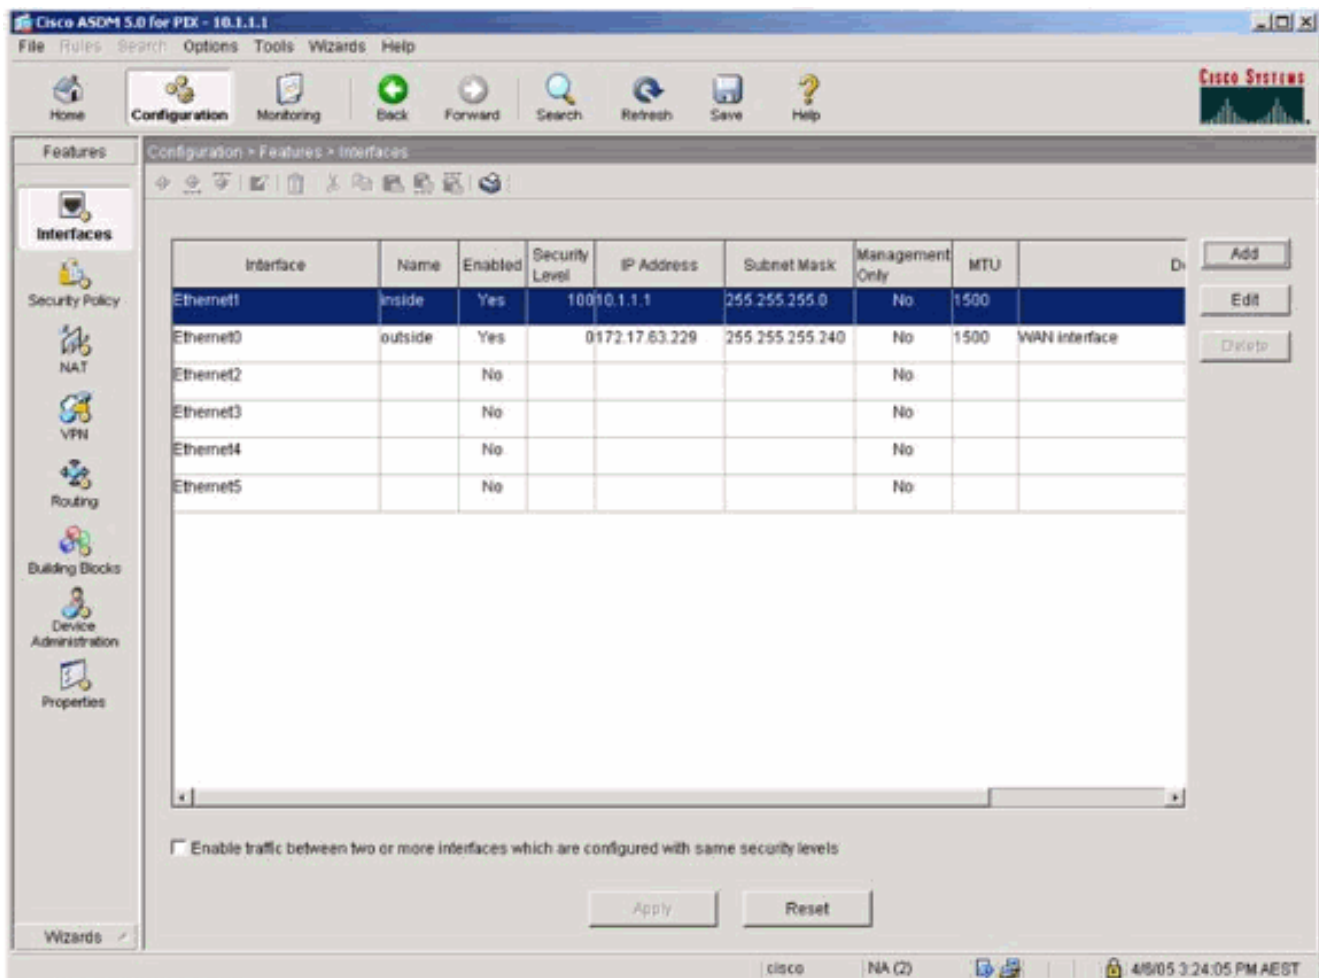 Cisco ASDM 5.0 for PIX - 10.1.1.1
File Rules Search Options Tools Wizards Help
Home Configuration Monitoring Back Forward Search Refresh Save Help
CISCO SYSTEMS
Features
Configuration > Features > Interfaces
Interfaces
Security Policy
NAT
VPN
Routing
Building Blocks
Device Administration
Properties
Wizards
Interface Name Enabled Security Level IP Address Subnet Mask Management Only MTU
Ethernet1 inside Yes 100 10.1.1.1 255.255.255.0 No 1500
Ethernet0 outside Yes 0 172.17.63.229 255.255.255.240 No 1500 WAN interface
Ethernet2 No No
Ethernet3 No No
Ethernet4 No No
Ethernet5 No No
Add
Edit
Delete
Enable traffic between two or more interfaces which are configured with same security levels
Apply Reset
cisco NA (2) 4/8/05 3:24:05 PM AEST